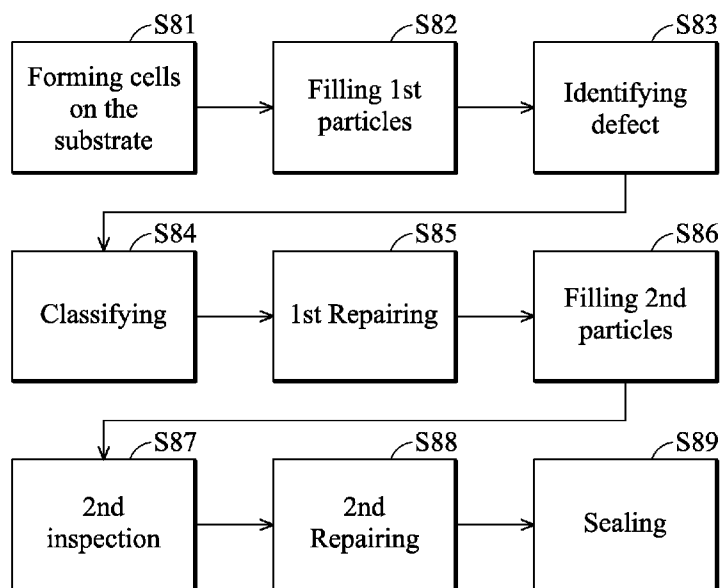 S81
Forming cells
on the
substrate
S82
Filling 1st
particles
S83
Identifying
defect
S84
Classifying
S85
1st Repairing
S86
Filling 2nd
particles
S87
2nd
inspection
S88
2nd
Repairing
S89
Sealing